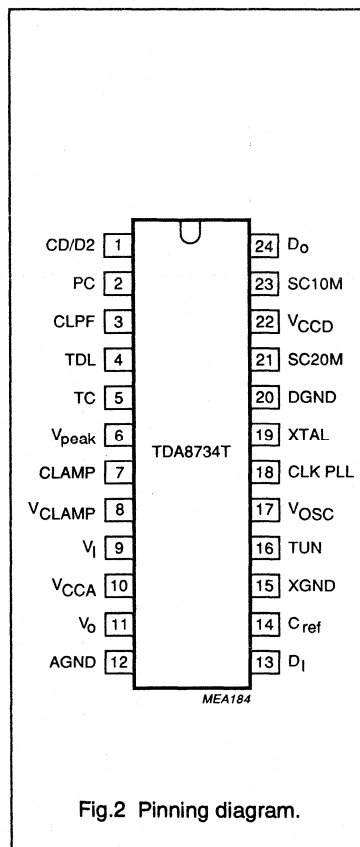 CD/D2 1 24 Do
PC 2 23 SC10M
CLPF 3 22 VCCD
TDL 4 21 SC20M
TC 5 20 DGND
Vpeak 6 19 XTAL
TDA8734T
CLAMP 7 18 CLK PLL
VCLAMP 8 17 VOSC
VI 9 16 TUN
VCCA 10 15 XGND
Vo 11 14 Cref
AGND 12 13 DI
MEA184
Fig.2 Pinning diagram.